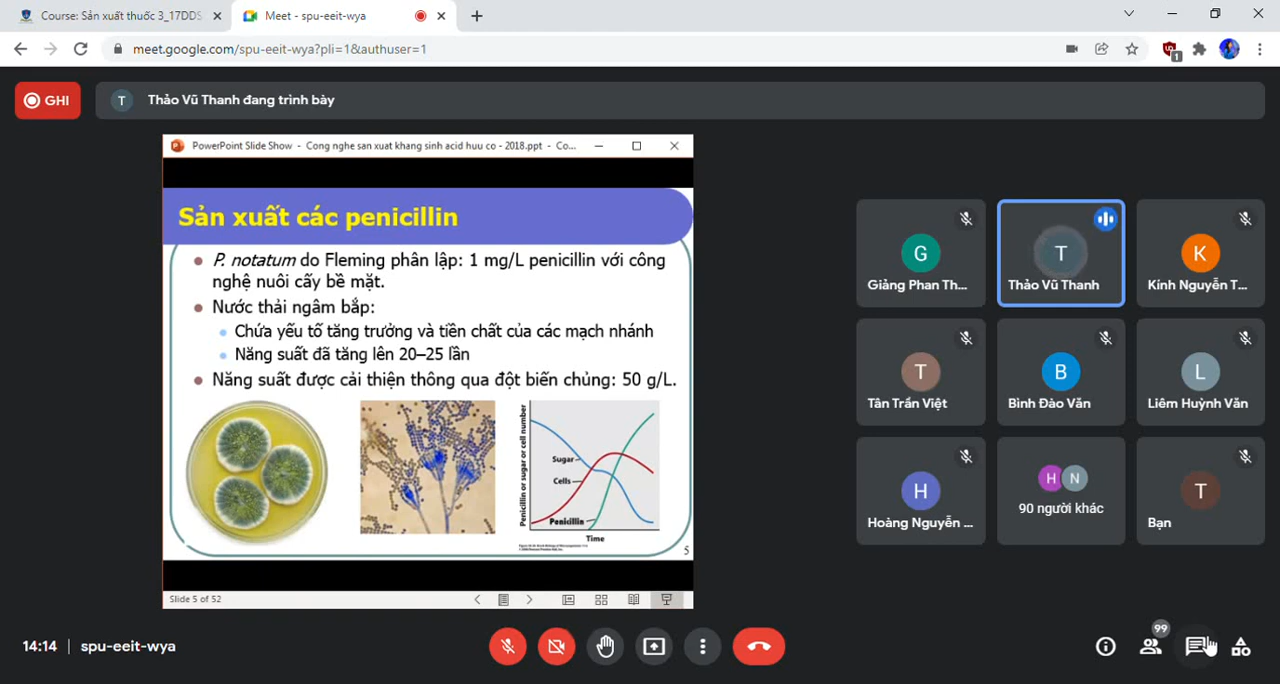 Course: Sản xuất thuốc 3_17DDS
Meet - spu-eeit-wya
meet.google.com/spu-eeit-wya?pli=1&authuser=1
1
GHI
T
Thảo Vũ Thanh đang trình bày
PowerPoint Slide Show - Cong nghe san xuat khang sinh acid huu co - 2018.ppt - Co...
Sản xuất các penicillin
P. notatum do Fleming phân lập: 1 mg/L penicillin với công
nghệ nuôi cấy bề mặt.
Nước thải ngâm bắp:
Chứa yếu tố tăng trưởng và tiền chất của các mạch nhánh
Năng suất đã tăng lên 20–25 lần
Năng suất được cải thiện thông qua đột biến chủng: 50 g/L.
Penicillin or sugar or cell number
Sugar
Cells
Penicillin
Time
5
Slide 5 of 52
G
Giảng Phan Th...
T
Thảo Vũ Thanh
K
Kính Nguyễn T...
T
Tân Trần Việt
B
Bình Đào Văn
L
Liêm Huỳnh Văn
H
Hoàng Nguyễn ...
H N
90 người khác
T
Bạn
14:14 | spu-eeit-wya
99